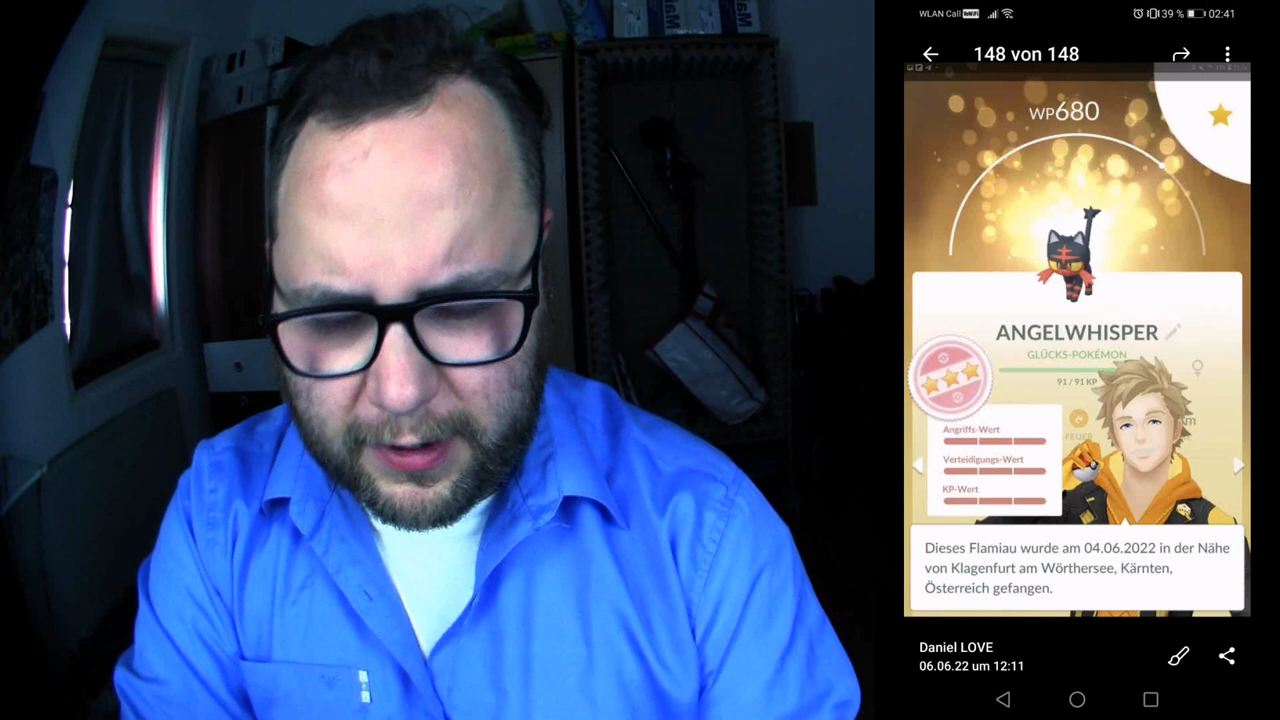 WLAN Call VoWiFi 39 % 02:41
148 von 148
WP680
ANGELWHISPER
GLÜCKS-POKÉMON
91 / 91 KP
Angriffs-Wert
FEUER
Verteidigungs-Wert
KP-Wert
Dieses Flamiau wurde am 04.06.2022 in der Nähe
von Klagenfurt am Wörthersee, Kärnten,
Österreich gefangen.
Daniel LOVE
06.06.22 um 12:11